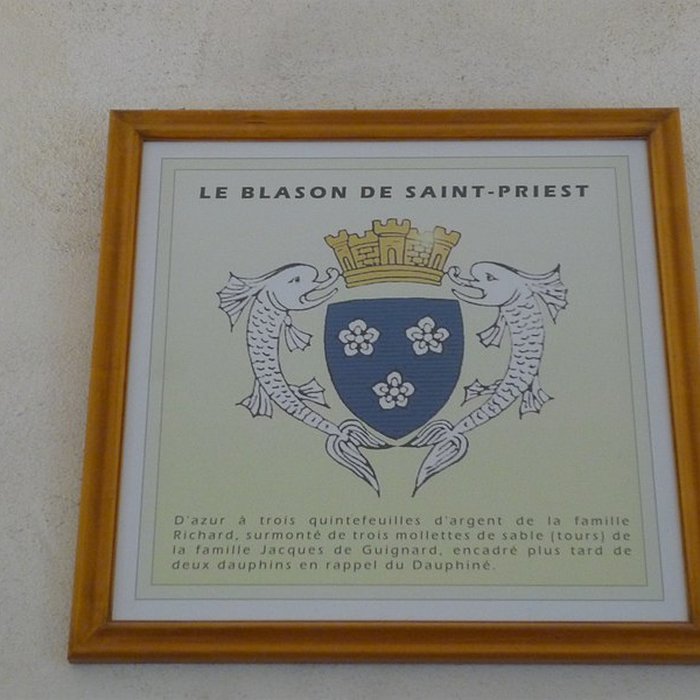 LE BLASON DE SAINT-PRIEST
D'azur à trois quintefeuilles d'argent de la famille
Richard, surmonté de trois mollettes de sable (tours) de
la famille Jacques de Guignard, encadré plus tard de
deux dauphins en rappel du Dauphiné.